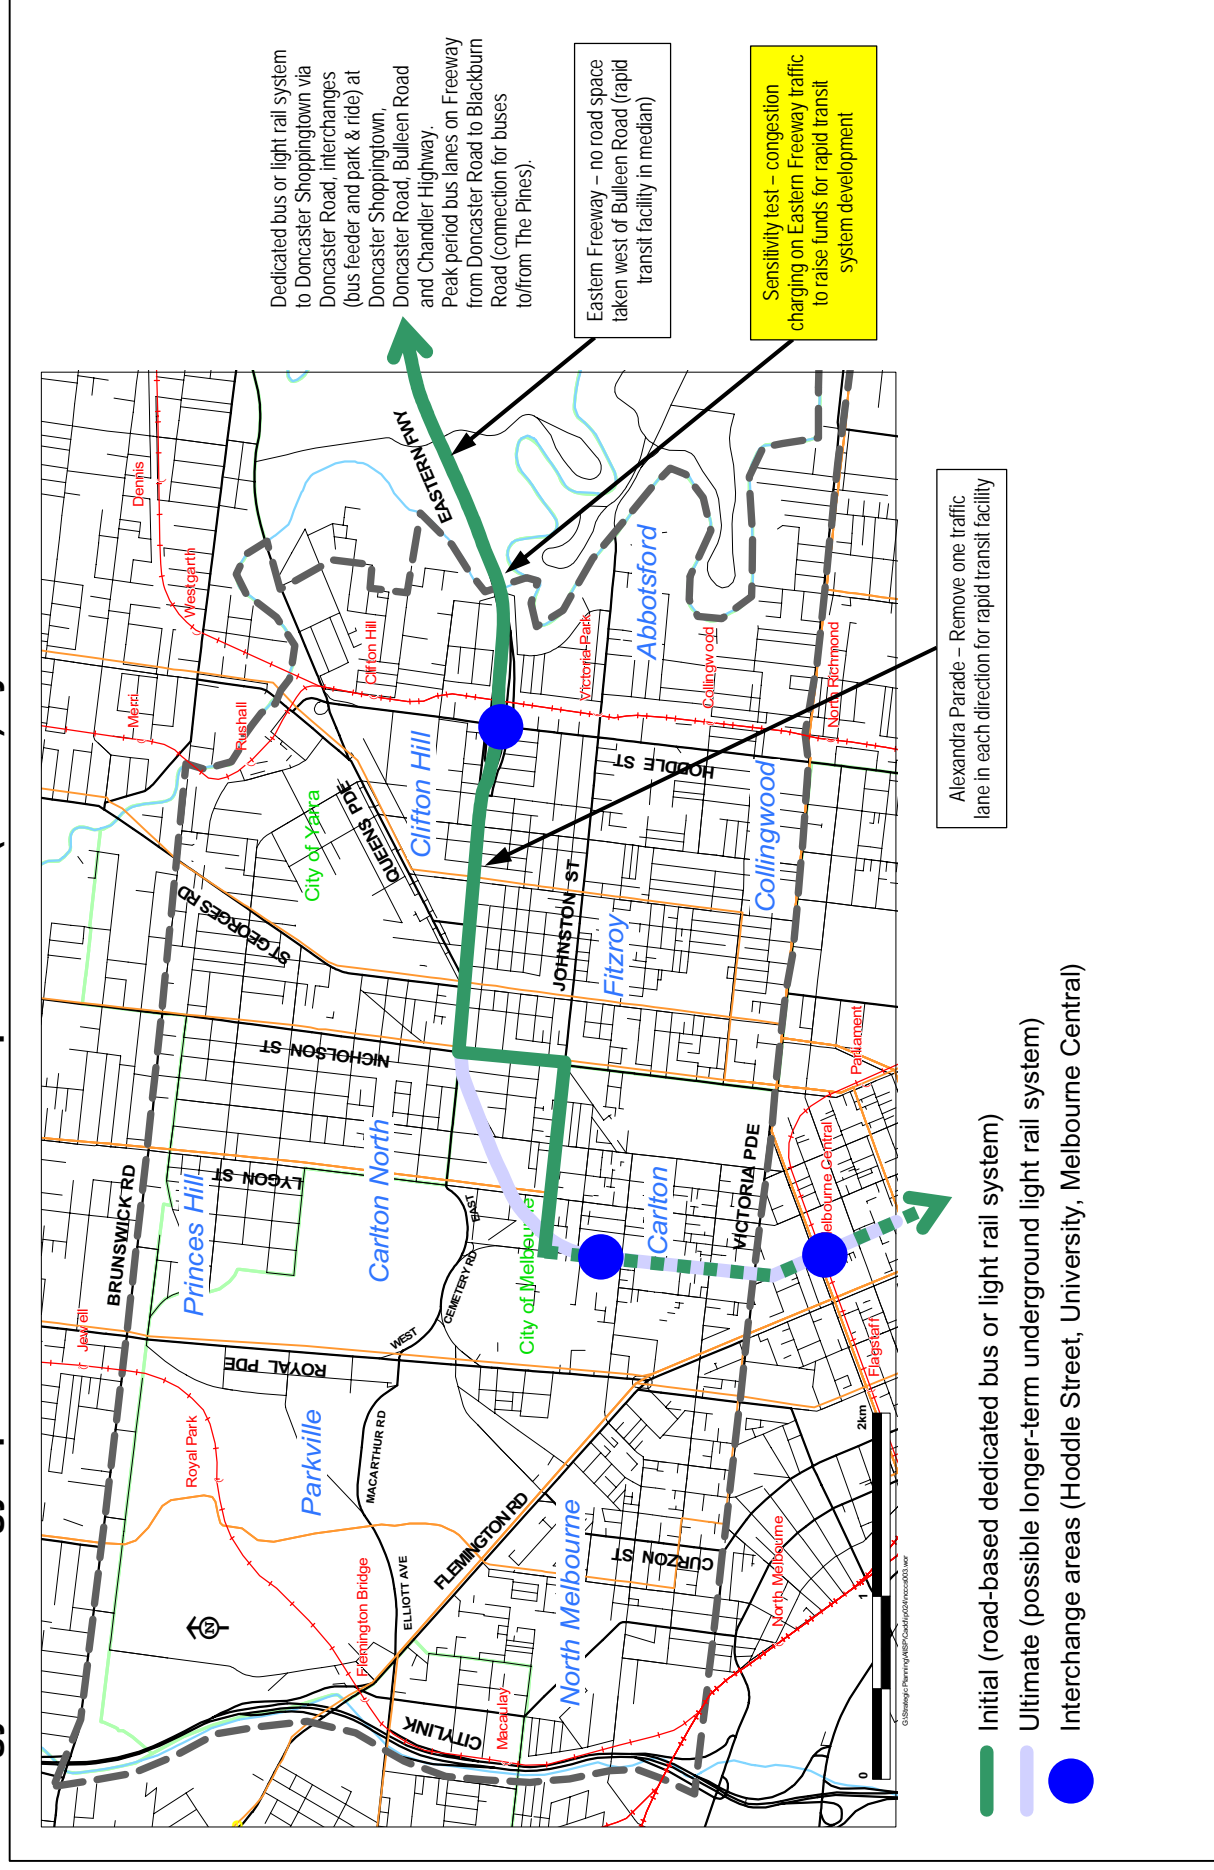 Dedicated bus or light rail system
to Doncaster Shoppingtown via
Doncaster Road, interchanges
(bus feeder and park & ride) at
Doncaster Shoppingtown,
Doncaster Road, Bulleen Road
and Chandler Highway.
Peak period bus lanes on Freeway
from Doncaster Road to Blackburn
Road (connection for buses
to/from The Pines).
Eastern Freeway – no road space
taken west of Bulleen Road (rapid
transit facility in median)
Sensitivity test – congestion
charging on Eastern Freeway traffic
to raise funds for rapid transit
system development
Alexandra Parade – Remove one traffic
lane in each direction for rapid transit facility
Jewell
BRUNSWICK RD
Merri
Dennis
Westgarth
Rushall
Princes Hill
LYGON ST
NICHOLSON ST
ST GEORGES RD
City of Yarra
QUEENS PDE
Clifton Hill
Clifton Hill
EASTERN FWY
Royal Park
ROYAL PDE
Parkville
MACARTHUR RD
WEST
CEMETERY RD
EAST
Carlton North
N
Flemington Bridge
ELLIOTT AVE
FLEMINGTON RD
CITYLINK
Macaulay
North Melbourne
CURZON ST
City of Melbourne
Carlton
JOHNSTON ST
Fitzroy
HODDLE ST
Victoria Park
Abbotsford
Collingwood
Collingwood
North Richmond
VICTORIA PDE
elbourne Central
Parliament
Flagstaff
North Melbourne
0
1
2km
Initial (road-based dedicated bus or light rail system)
Ultimate (possible longer-term underground light rail system)
Interchange areas (Hoddle Street, University, Melbourne Central)